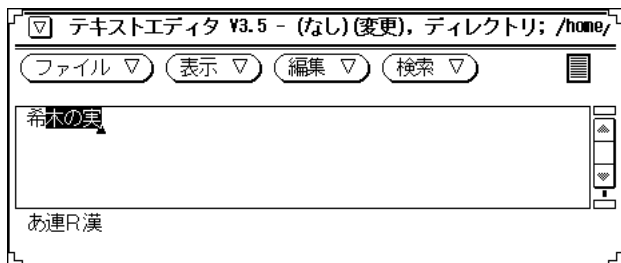 テキストエディタ V3.5 - (なし)(変更), ディレクトリ; /home/
ファイル 表示 編集 検索
希木の実
あ連R漢